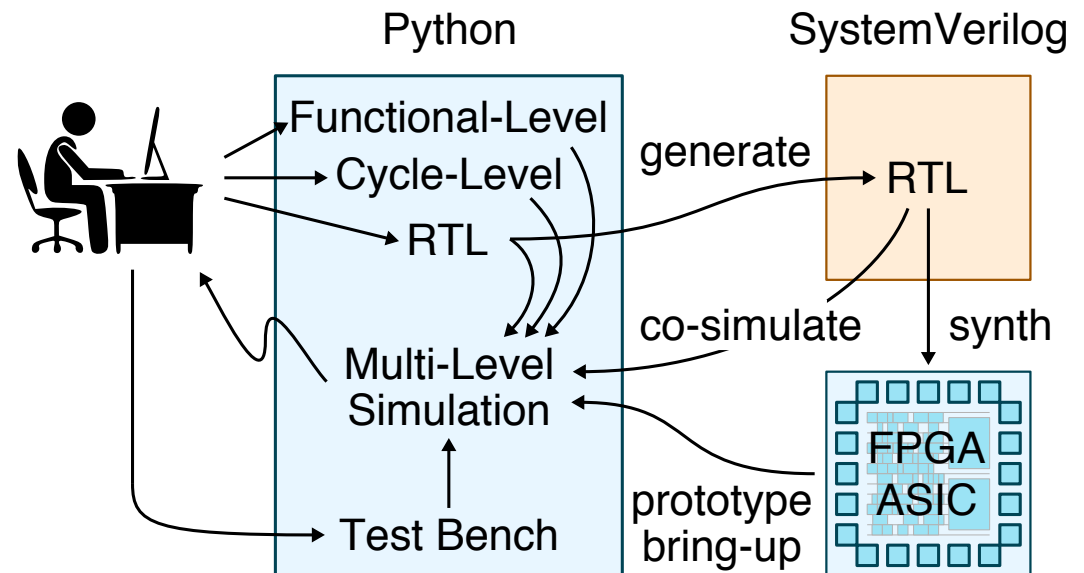 Python
SystemVerilog
Functional-Level
Cycle-Level
RTL
generate
RTL
co-simulate
synth
Multi-Level
Simulation
FPGA
ASIC
prototype
bring-up
Test Bench